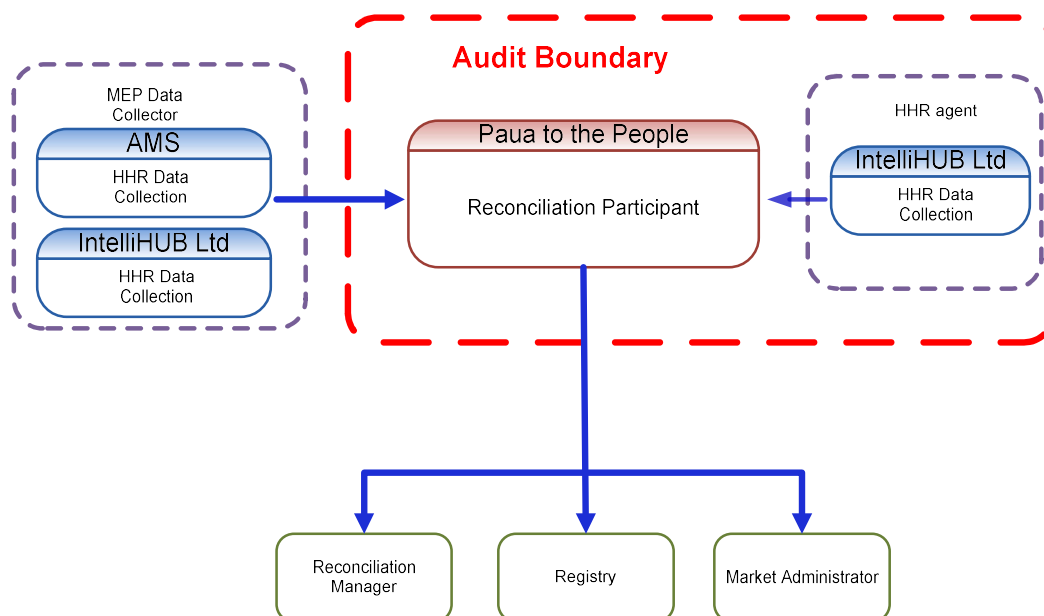 Audit Boundary
MEP Data
Collector
AMS
HHR Data
Collection
IntelliHUB Ltd
HHR Data
Collection
Paua to the People
Reconciliation Participant
HHR agent
IntelliHUB Ltd
HHR Data
Collection
Reconciliation
Manager
Registry
Market Administrator